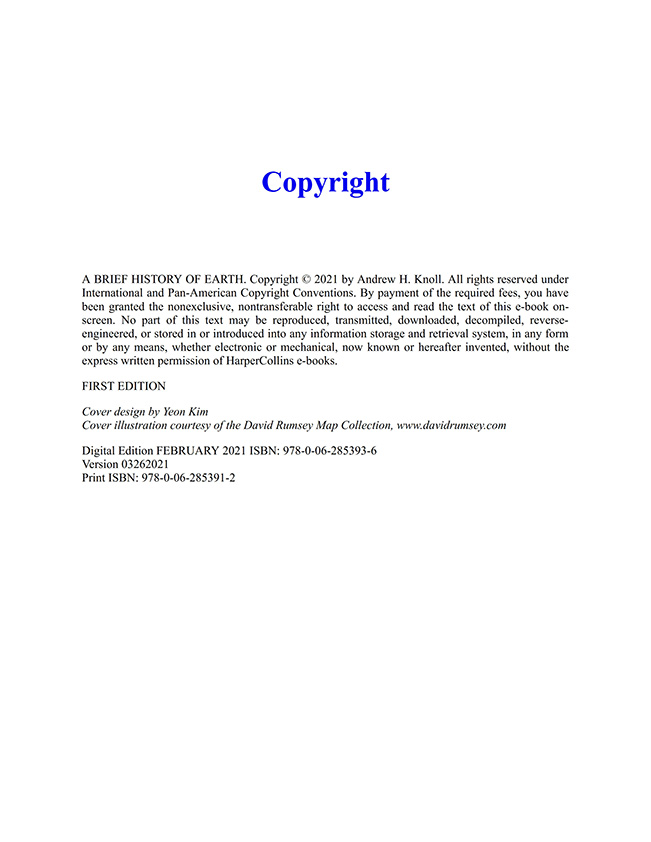 Copyright
A BRIEF HISTORY OF EARTH. Copyright © 2021 by Andrew H. Knoll. All rights reserved under
International and Pan-American Copyright Conventions. By payment of the required fees, you have
been granted the nonexclusive, nontransferable right to access and read the text of this e-book on-
screen. No part of this text may be reproduced, transmitted, downloaded, decompiled, reverse-
engineered, or stored in or introduced into any information storage and retrieval system, in any form
or by any means, whether electronic or mechanical, now known or hereafter invented, without the
express written permission of HarperCollins e-books.
FIRST EDITION
Cover design by Yeon Kim
Cover illustration courtesy of the David Rumsey Map Collection, www.davidrumsey.com
Digital Edition FEBRUARY 2021 ISBN: 978-0-06-285393-6
Version 03262021
Print ISBN: 978-0-06-285391-2